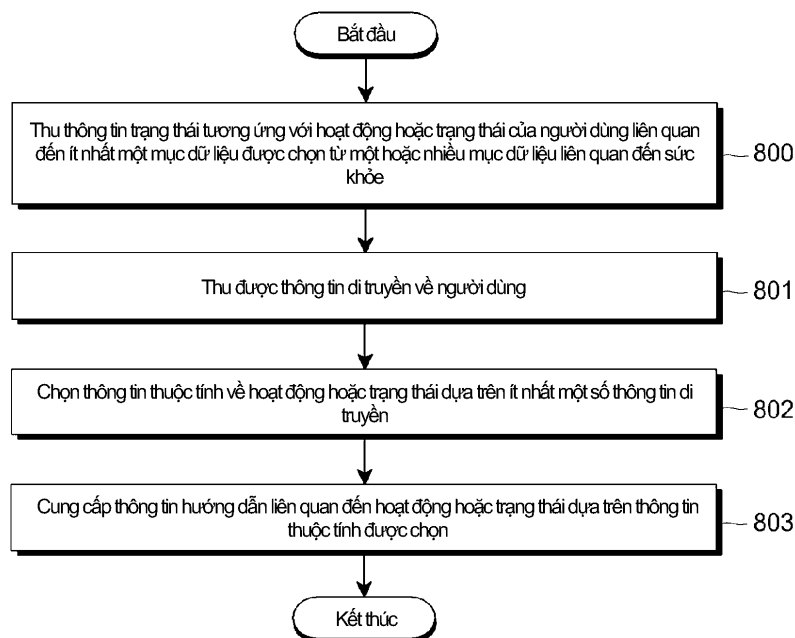 Bắt đầu
Thu thông tin trạng thái tương ứng với hoạt động hoặc trạng thái của người dùng liên quan
đến ít nhất một mục dữ liệu được chọn từ một hoặc nhiều mục dữ liệu liên quan đến sức
khỏe
800
Thu được thông tin di truyền về người dùng
801
Chọn thông tin thuộc tính về hoạt động hoặc trạng thái dựa trên ít nhất một số thông tin di
truyền
802
Cung cấp thông tin hướng dẫn liên quan đến hoạt động hoặc trạng thái dựa trên thông tin
thuộc tính được chọn
803
Kết thúc